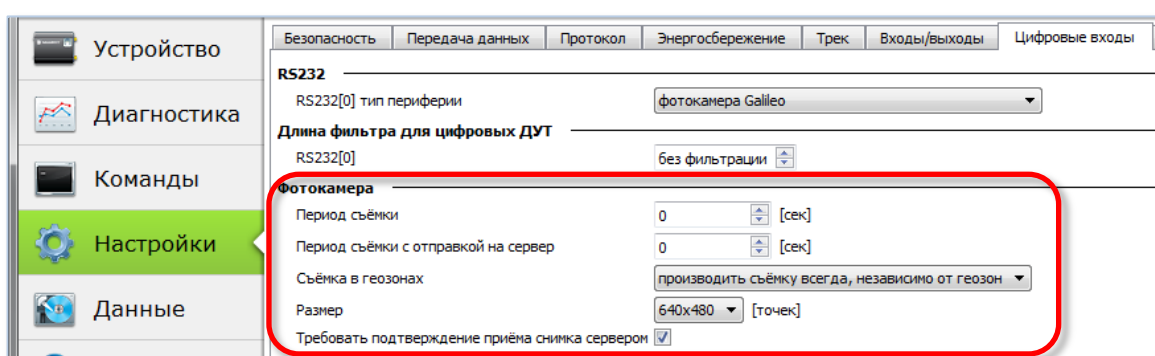 Безопасность Передача данных Протокол Энергосбережение Трек Входы/выходы Цифровые входы
Устройство
Диагностика
Команды
Настройки
Данные
RS232
RS232[0] тип периферии фотокамера Galileo
Длина фильтра для цифровых ДУТ
RS232[0] без фильтрации
Фотокамера
Период съёмки 0 [сек]
Период съёмки с отправкой на сервер 0 [сек]
Съёмка в геозонах производить съёмку всегда, независимо от геозон
Размер 640x480 [точек]
Требовать подтверждение приёма снимка сервером